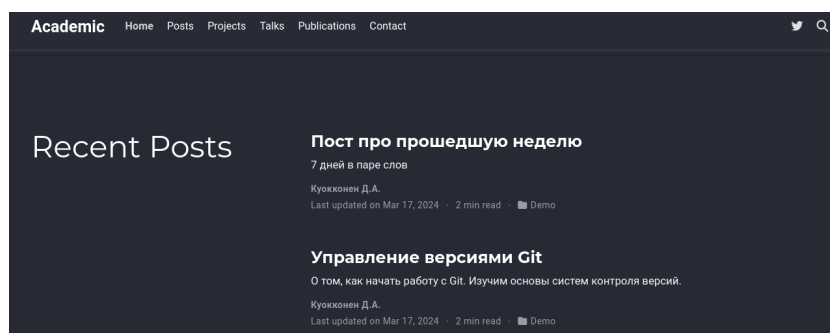 Academic Home Posts Projects Talks Publications Contact
Recent Posts
Пост про прошедшую неделю
7 дней в паре слов
Куокконен Д.А.
Last updated on Mar 17, 2024 · 2 min read · Demo
Управление версиями Git
О том, как начать работу с Git. Изучим основы систем контроля версий.
Куокконен Д.А.
Last updated on Mar 17, 2024 · 2 min read · Demo